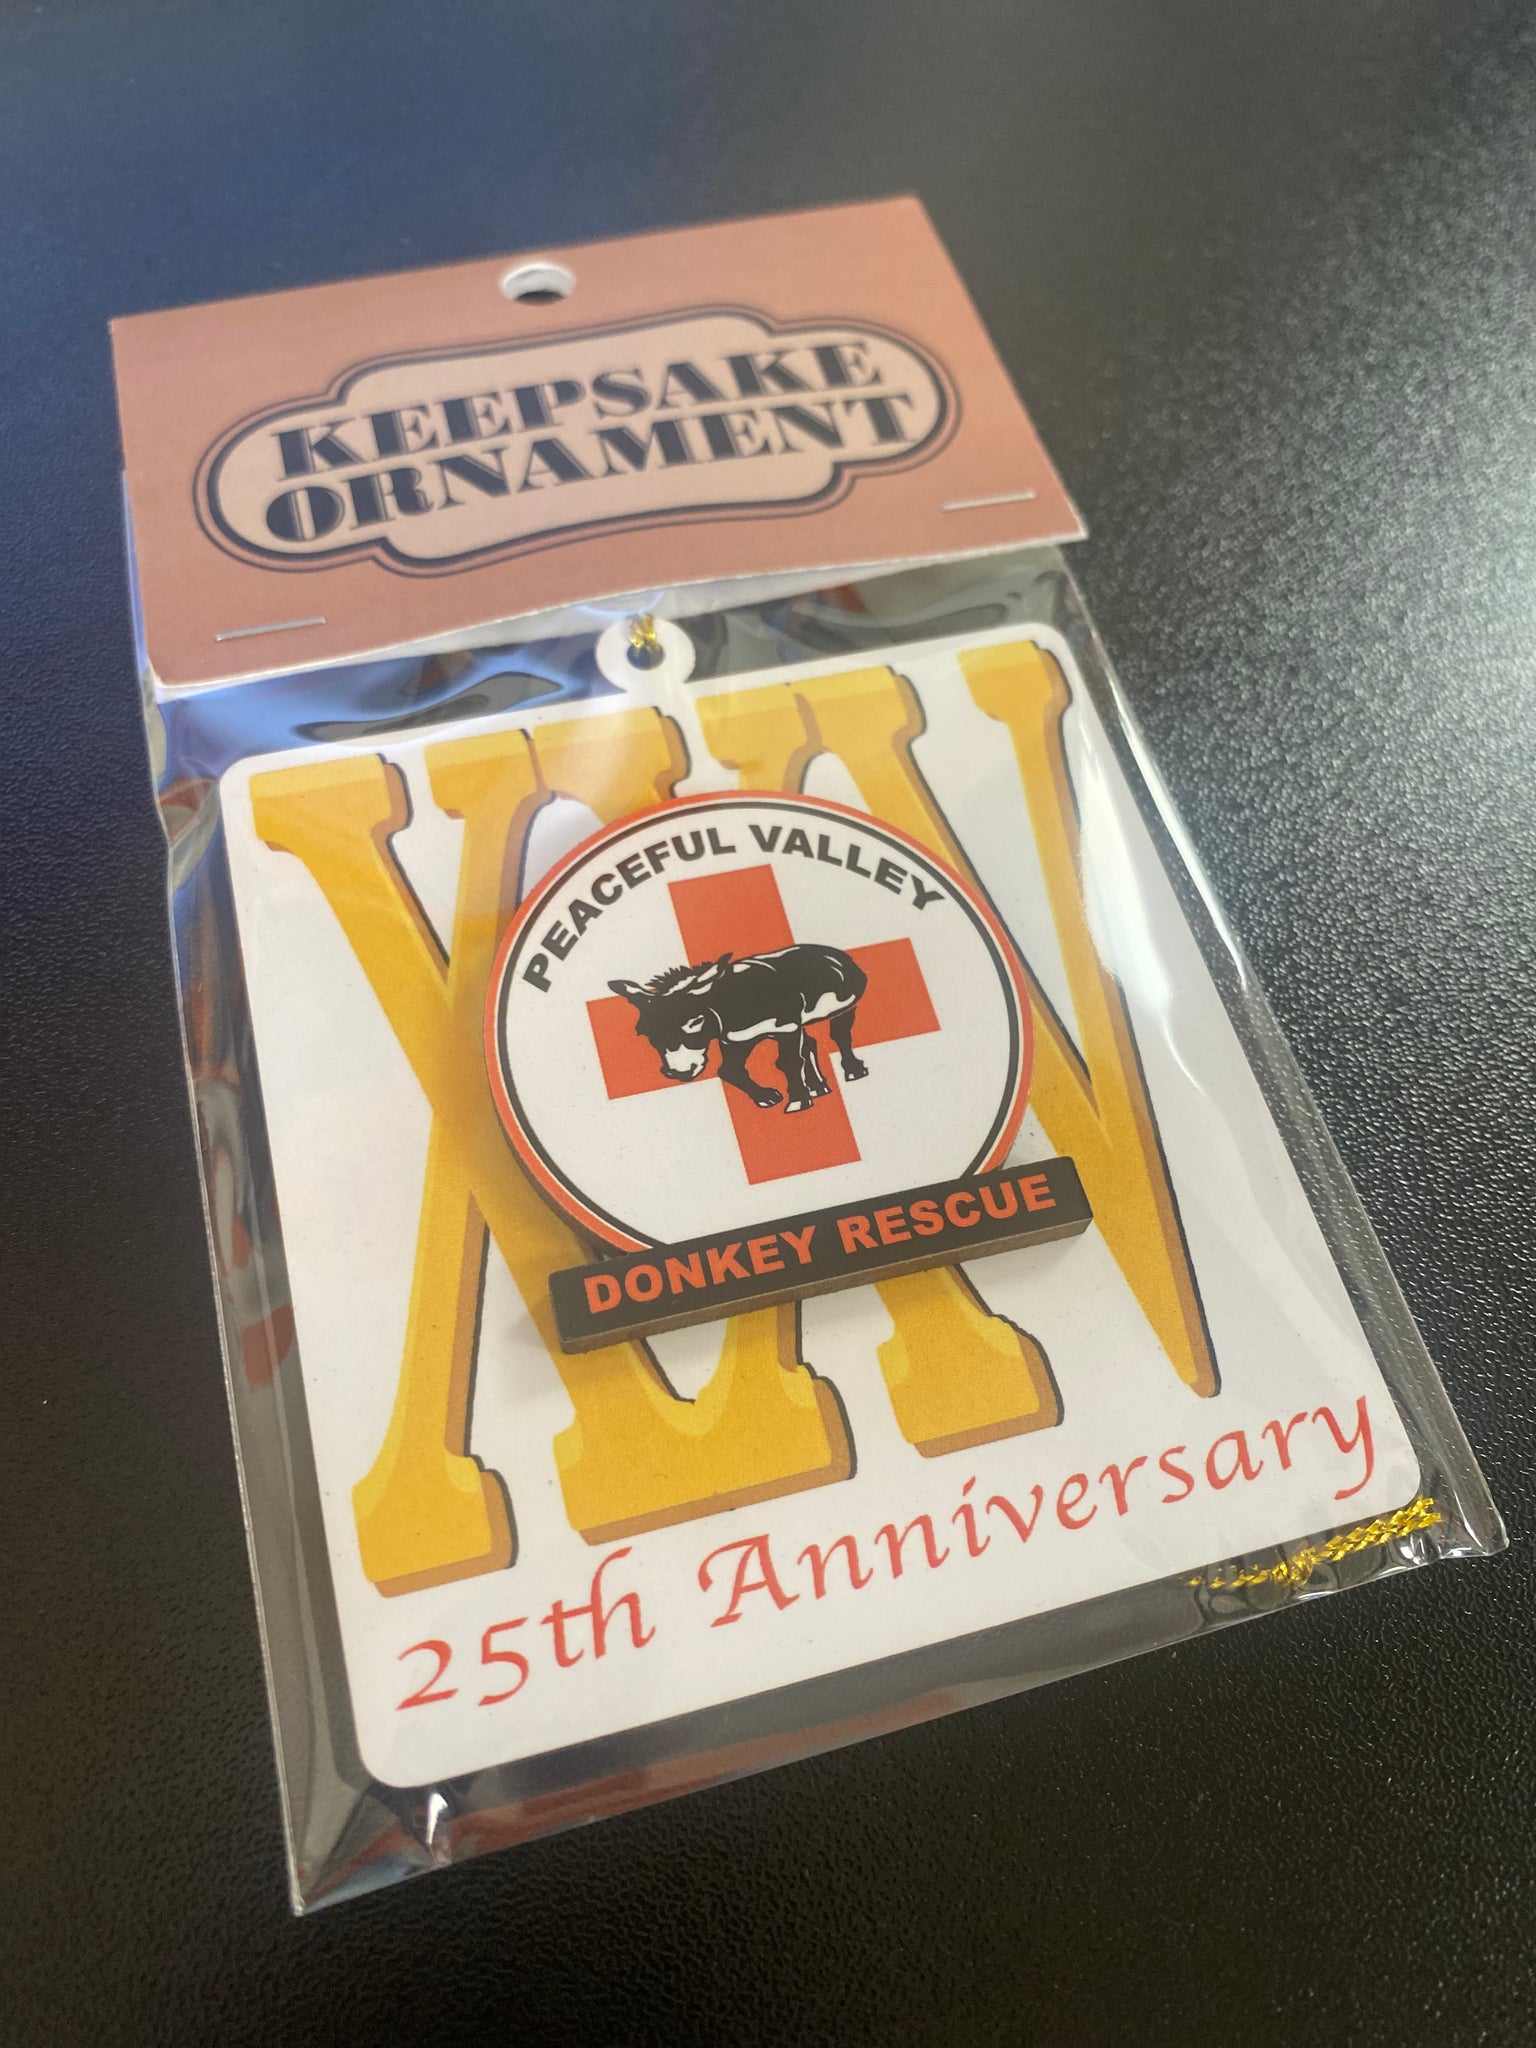 KEEPSAKE
ORNAMENT
XXV
PEACEFUL VALLEY
DONKEY RESCUE
25th Anniversary